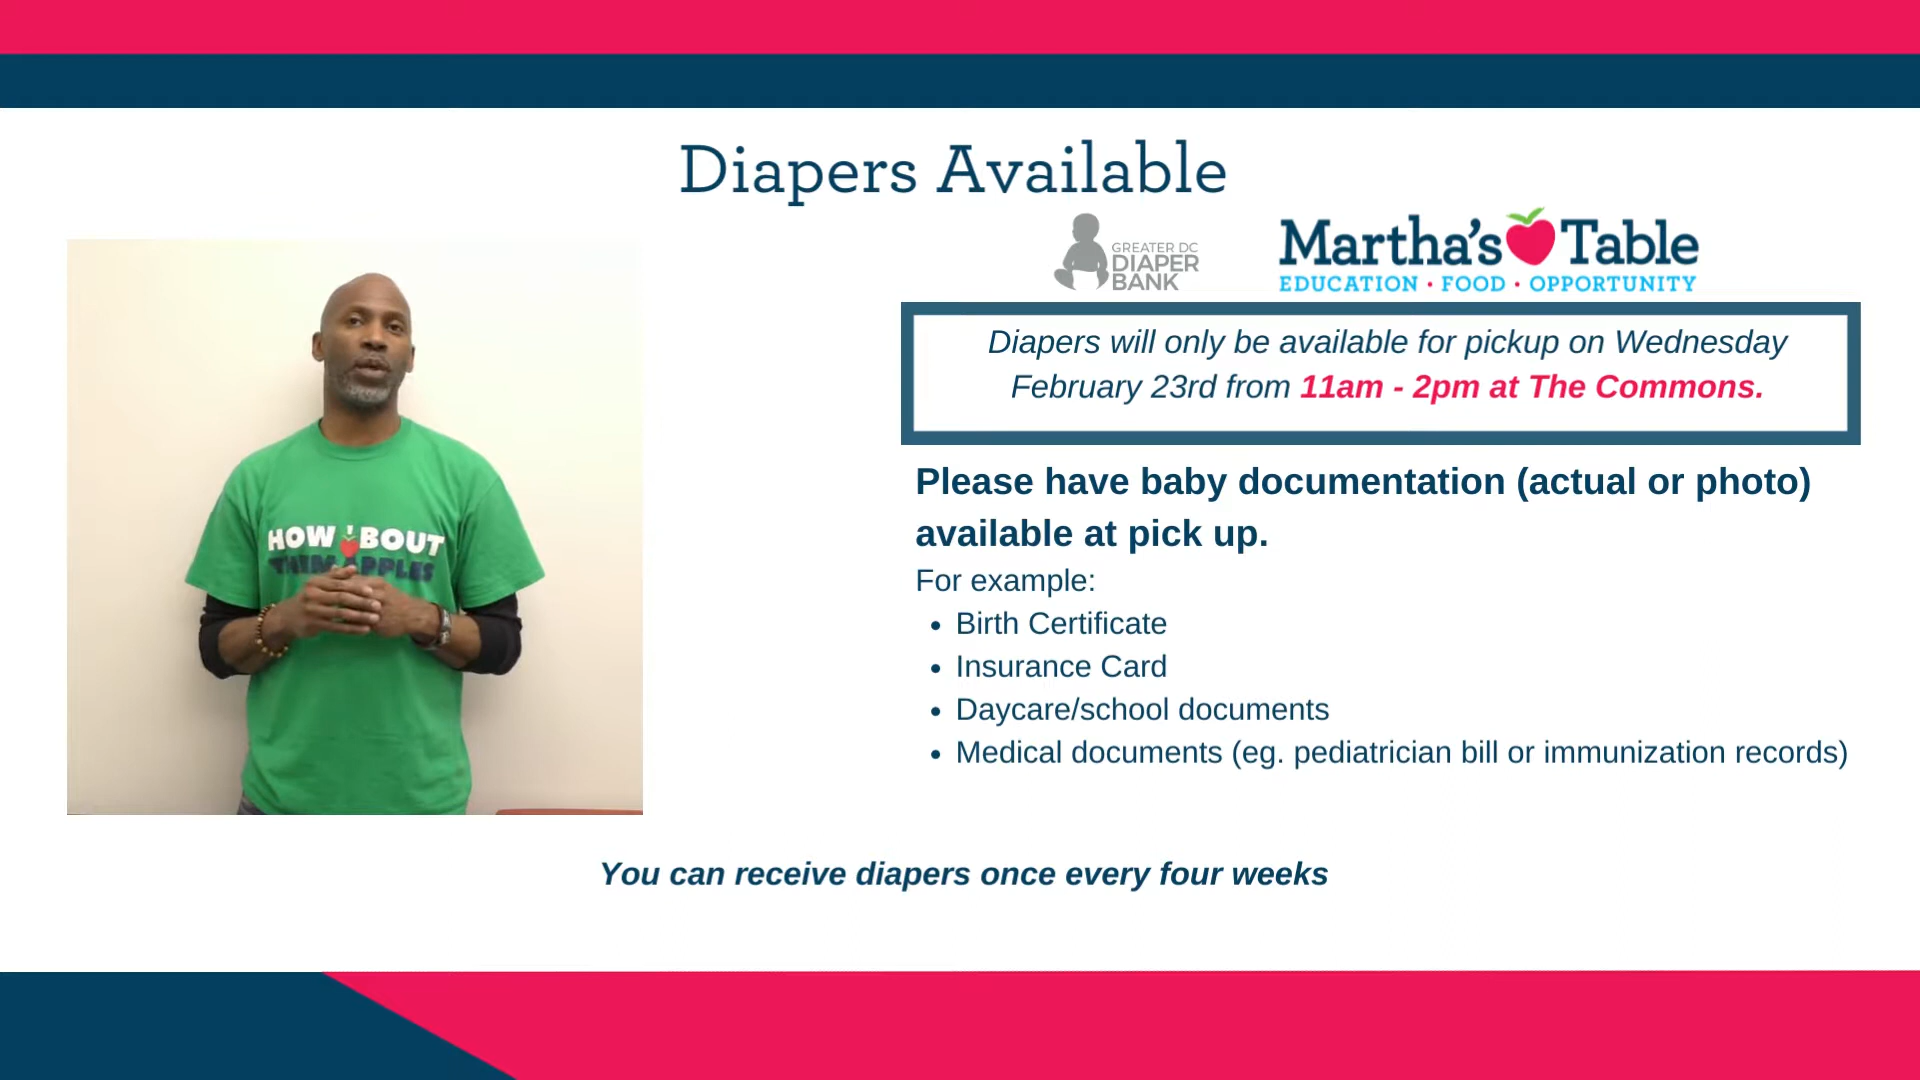 Diapers Available
GREATER DC
DIAPER
BANK
Martha's Table
EDUCATION • FOOD • OPPORTUNITY
Diapers will only be available for pickup on Wednesday
February 23rd from 11am - 2pm at The Commons.
Please have baby documentation (actual or photo)
available at pick up.
For example:
• Birth Certificate
• Insurance Card
• Daycare/school documents
• Medical documents (eg. pediatrician bill or immunization records)
HOW 'BOUT
THEM APPLES
You can receive diapers once every four weeks